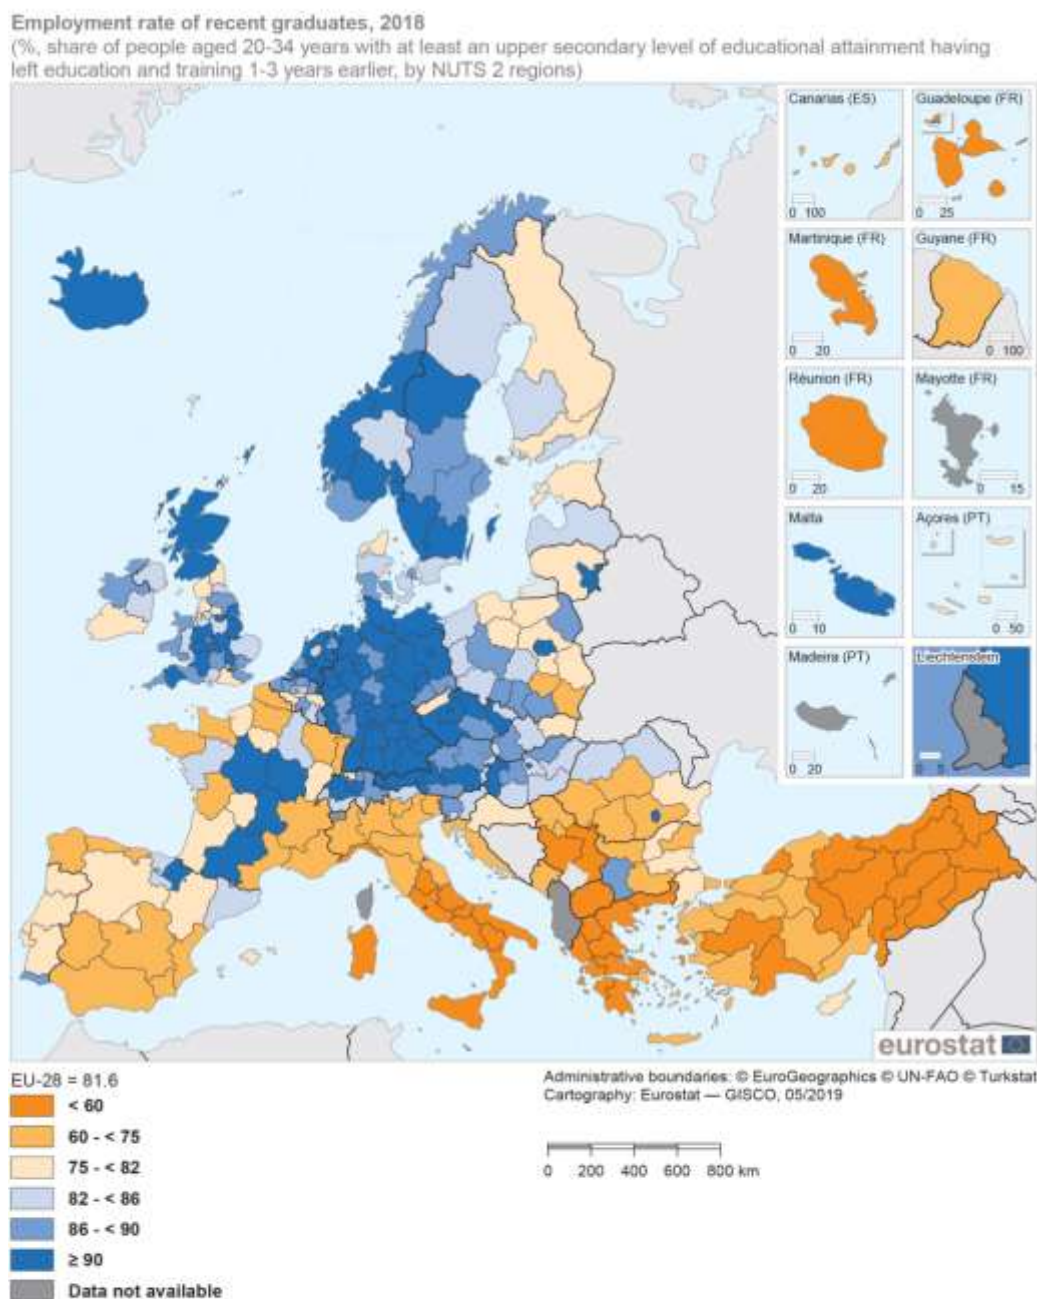 Employment rate of recent graduates, 2018
(%, share of people aged 20-34 years with at least an upper secondary level of educational attainment having
left education and training 1-3 years earlier, by NUTS 2 regions)
Canarias (ES)
0 100
Guadeloupe (FR)
0 25
Martinique (FR)
0 20
Guyane (FR)
0 100
Réunion (FR)
0 20
Mayotte (FR)
0 15
Malta
0 10
Açores (PT)
0 50
Madeira (PT)
0 20
Liechtenstein
eurostat
EU-28 = 81.6
< 60
60 - < 75
75 - < 82
82 - < 86
86 - < 90
≥ 90
Data not available
Administrative boundaries: © EuroGeographics © UN-FAO © Turkstat
Cartography: Eurostat — GISCO, 05/2019
0 200 400 600 800 km